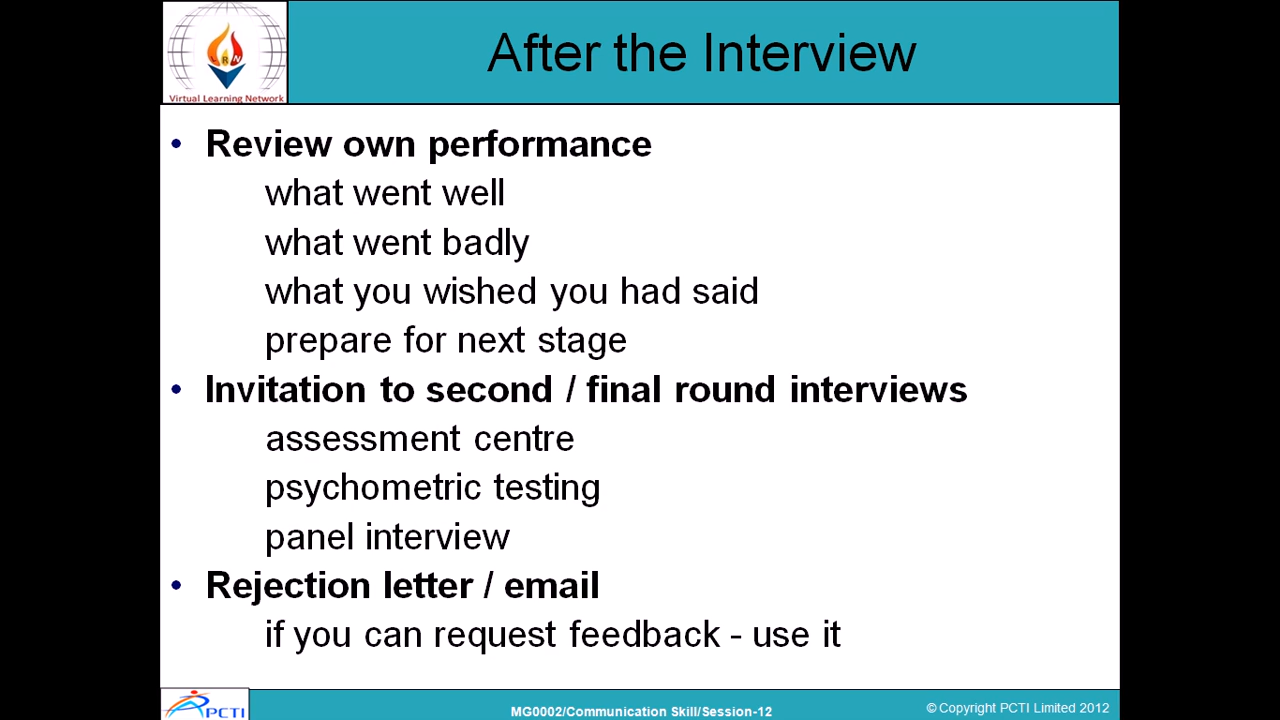 After the Interview
Virtual Learning Network
• Review own performance
what went well
what went badly
what you wished you had said
prepare for next stage
• Invitation to second / final round interviews
assessment centre
psychometric testing
panel interview
• Rejection letter / email
if you can request feedback - use it
PCTI
MG0002/Communication Skill/Session-12
© Copyright PCTI Limited 2012